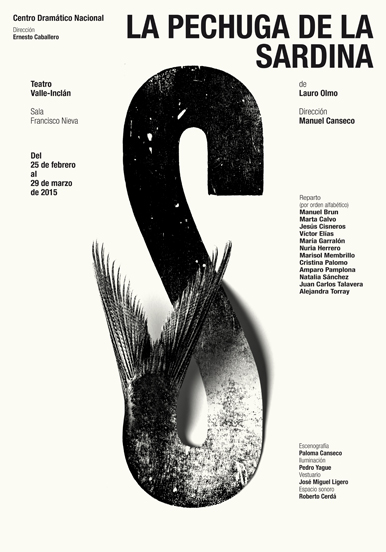 Centro Dramático Nacional
Dirección
Ernesto Caballero
LA PECHUGA DE LA
SARDINA
Teatro
Valle-Inclán
Sala
Francisco Nieva
Del
25 de febrero
al
29 de marzo
de 2015
de
Lauro Olmo
Dirección
Manuel Canseco
Reparto
(por orden alfabético)
Manuel Brun
Marta Calvo
Jesús Cisneros
Víctor Elías
María Garralón
Nuria Herrero
Marisol Membrillo
Cristina Palomo
Amparo Pamplona
Natalia Sánchez
Juan Carlos Talavera
Alejandra Torray
Escenografía
Paloma Canseco
Iluminación
Pedro Yagüe
Vestuario
José Miguel Ligero
Espacio sonoro
Roberto Cerdá